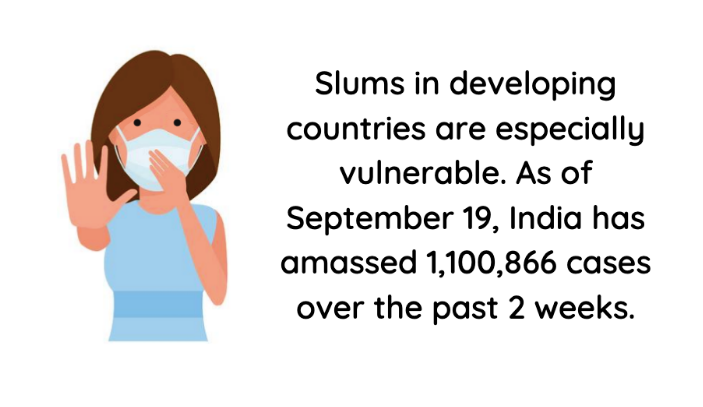 Slums in developing
countries are especially
vulnerable. As of
September 19, India has
amassed 1,100,866 cases
over the past 2 weeks.